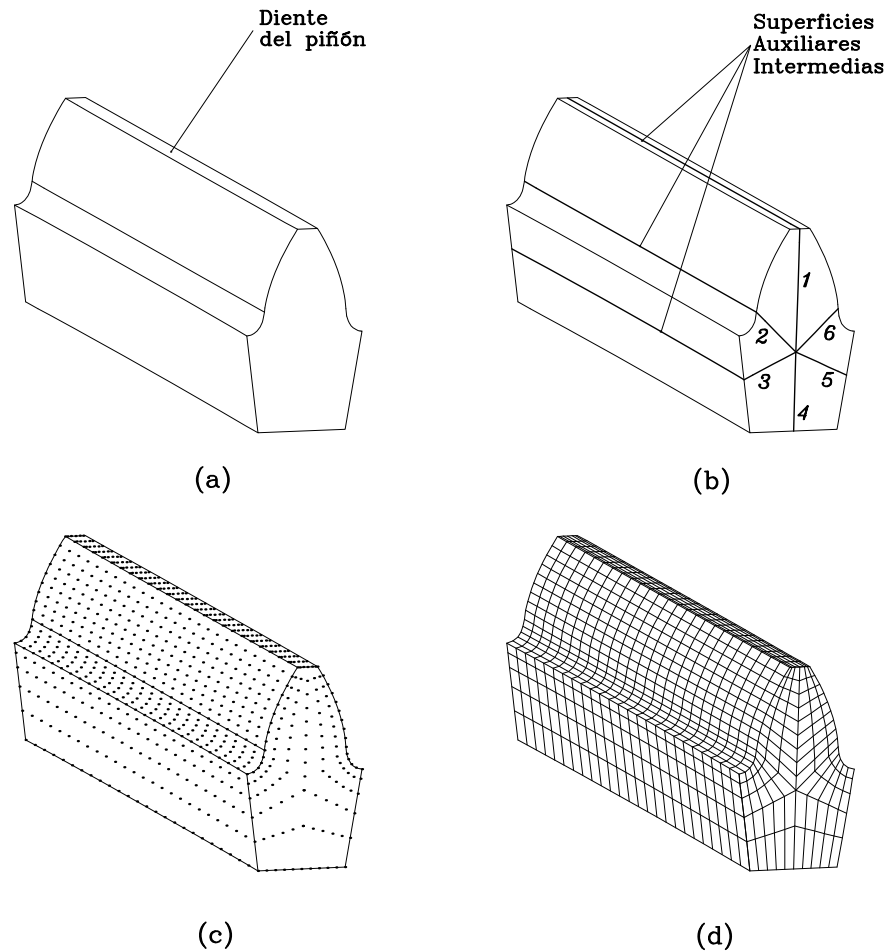 Diente
del piñón
Superficies
Auxiliares
Intermedias
1
2
6
3
5
4
(a)
(b)
(c)
(d)